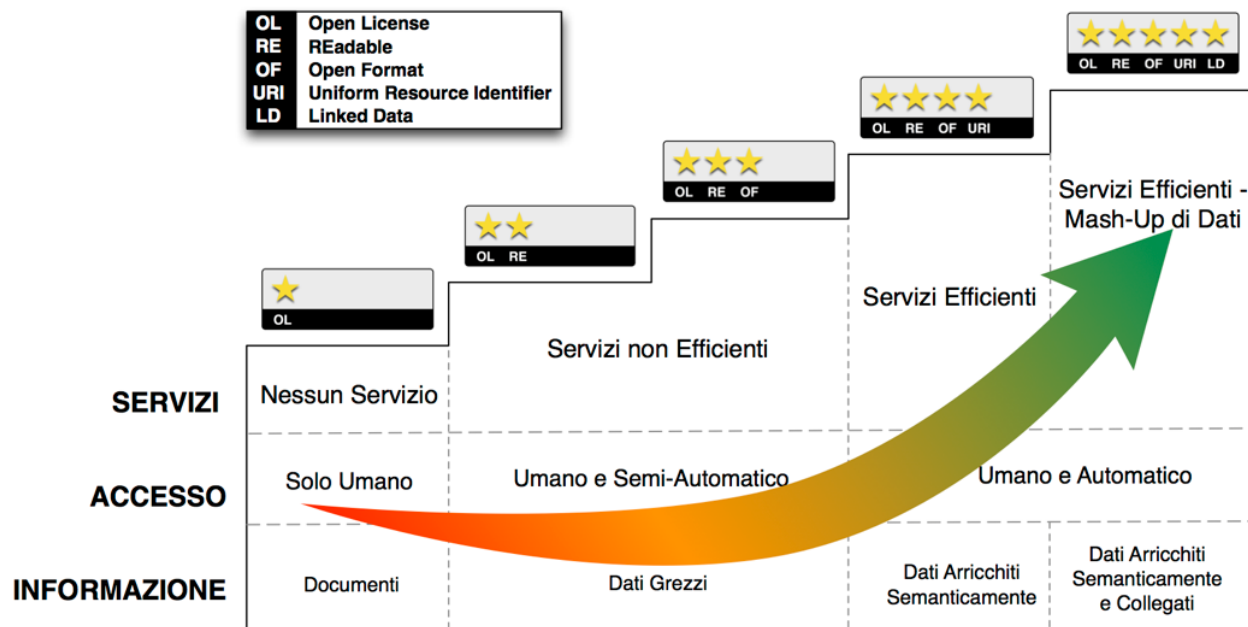 OL Open License
RE REadable
OF Open Format
URI Uniform Resource Identifier
LD Linked Data
OL RE OF URI LD
OL RE OF URI
OL RE OF
OL RE
OL
Servizi Efficienti -
Mash-Up di Dati
Servizi Efficienti
Servizi non Efficienti
Nessun Servizio
SERVIZI
ACCESSO
Solo Umano
Umano e Semi-Automatico
Umano e Automatico
INFORMAZIONE
Documenti
Dati Grezzi
Dati Arricchiti
Semanticamente
Dati Arricchiti
Semanticamente
e Collegati